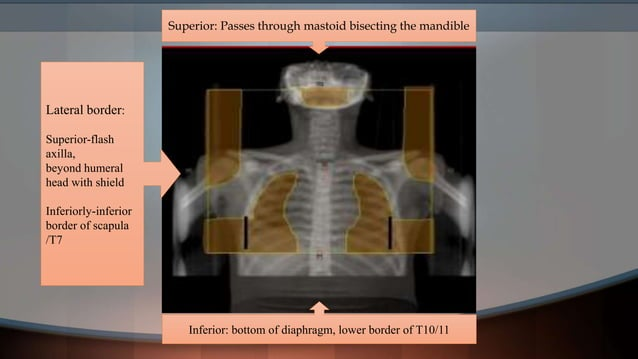 Superior: Passes through mastoid bisecting the mandible
Lateral border:
Superior-flash
axilla,
beyond humeral
head with shield
Inferiorly-inferior
border of scapula
/T7
Inferior: bottom of diaphragm, lower border of T10/11